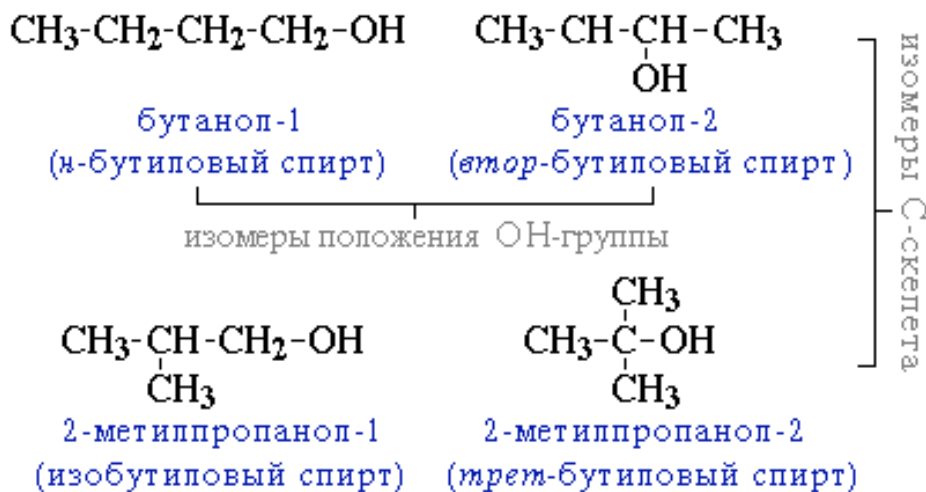 CH₃-CH₂-CH₂-CH₂-OH
CH₃-CH-CH-CH₃
OH
бутанол-1
(н-бутиловый спирт)
бутанол-2
(втор-бутиловый спирт)
изомеры положения OH-группы
CH₃-CH-CH₂-OH
CH₃
2-метилпропанол-1
(изобутиловый спирт)
CH₃
CH₃-C-OH
CH₃
2-метилпропанол-2
(трет-бутиловый спирт)
изомеры C-скелета